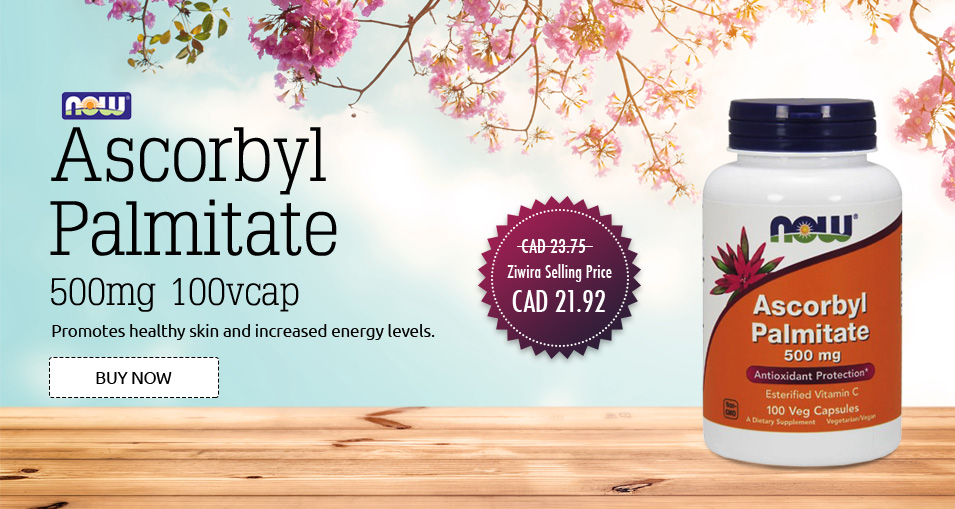 NOW
Ascorbyl
Palmitate
500mg 100vcap
Promotes healthy skin and increased energy levels.
BUY NOW
CAD 23.75
Ziwira Selling Price
CAD 21.92
NOW
Ascorbyl
Palmitate
500 mg
Antioxidant Protection*
Esterified Vitamin C
Non-
GMO
100 Veg Capsules
A Dietary Supplement Vegetarian/Vegan